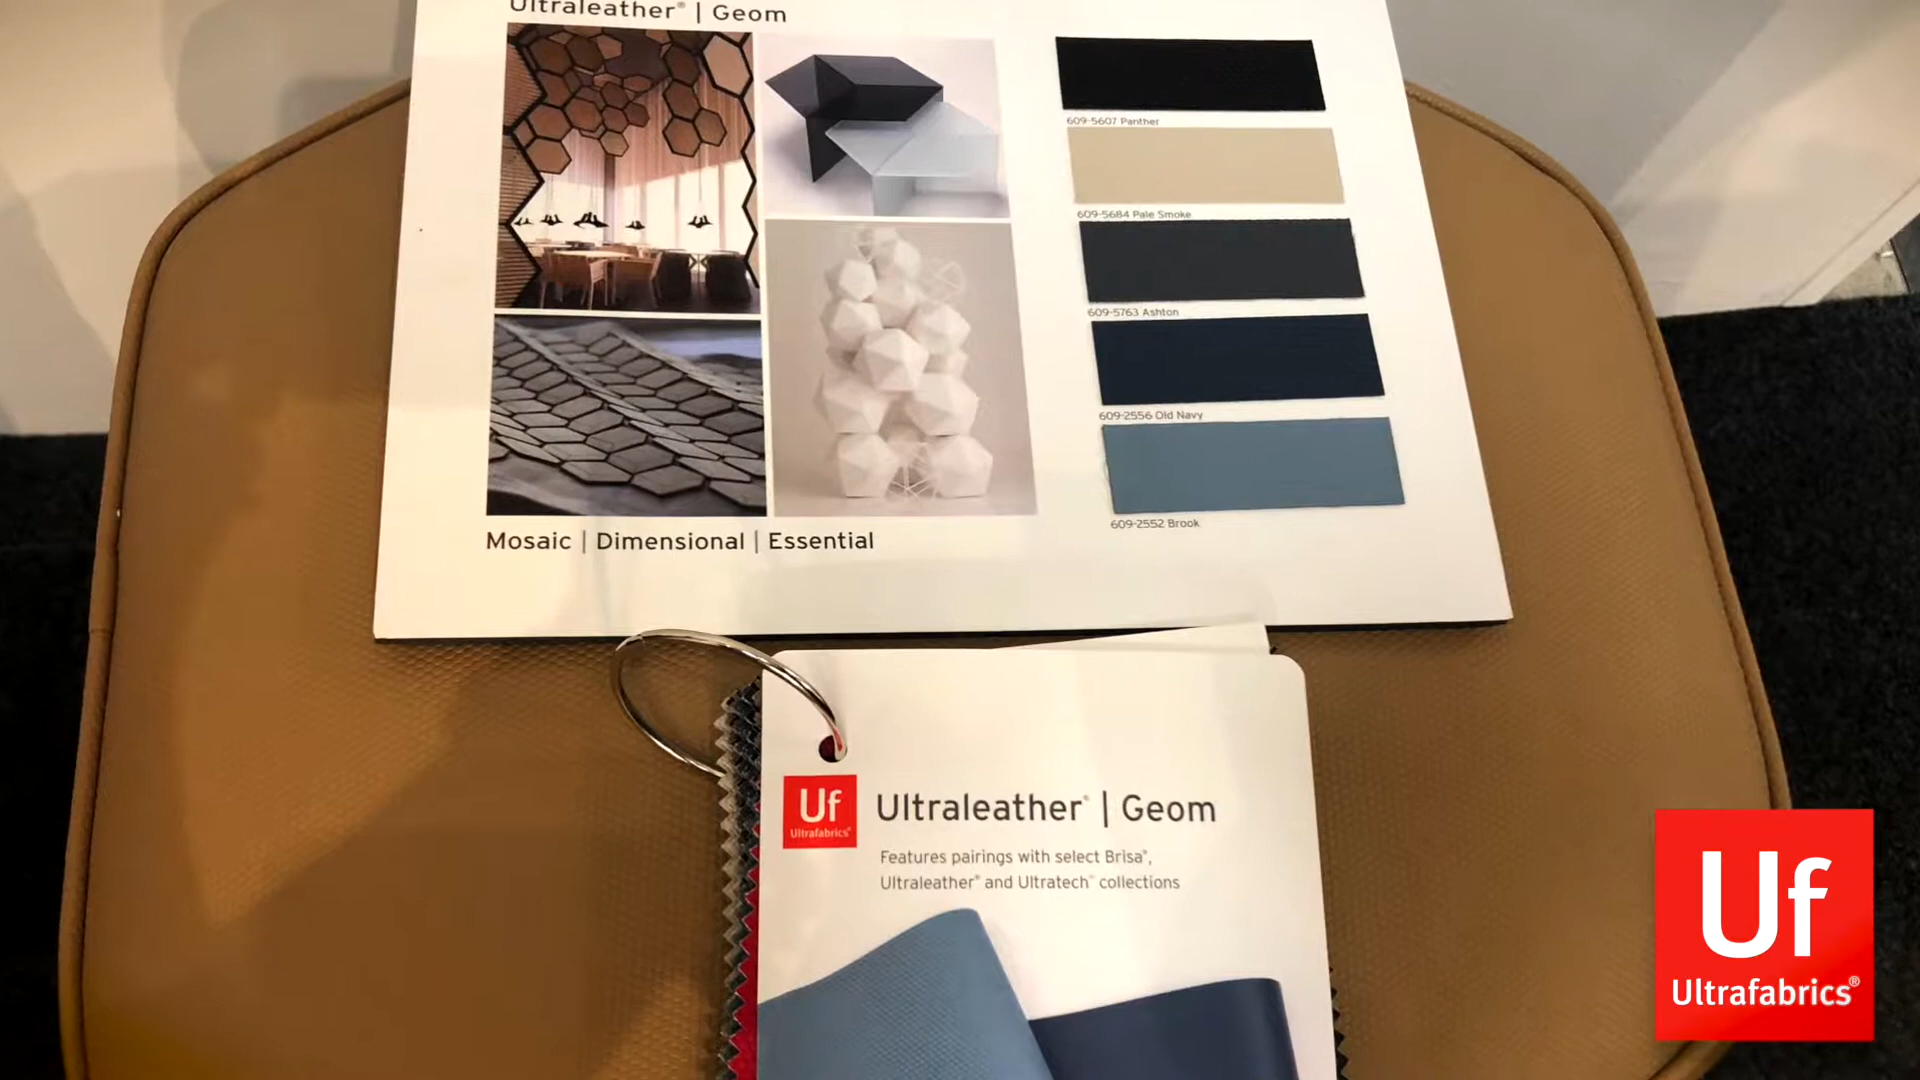 Ultraleather® | Geom
609-5607 Panther
609-5684 Pale Smoke
609-5763 Ashton
609-2556 Old Navy
609-2552 Brook
Mosaic | Dimensional | Essential
Uf
Ultrafabrics®
Ultraleather® | Geom
Features pairings with select Brisa®,
Ultraleather® and Ultratech™ collections
Uf
Ultrafabrics®